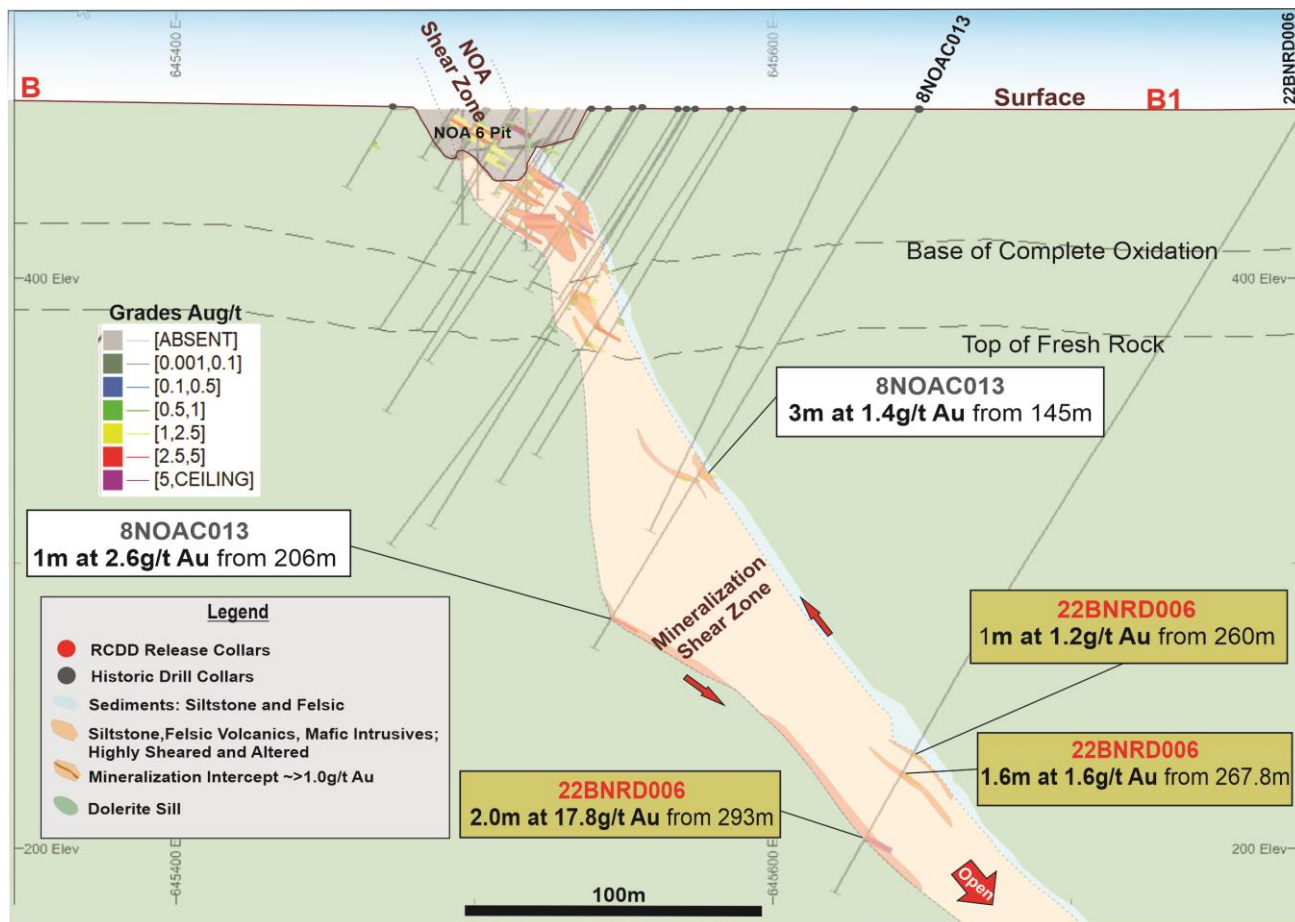 645400 E
645600 E
8NOAC013
22BNRD006
NOA
Shear Zone
B
Surface
B1
NOA 6 Pit
Base of Complete Oxidation
400 Elev
400 Elev
Top of Fresh Rock
Grades Aug/t
[ABSENT]
[0.001,0.1]
[0.1,0.5]
[0.5,1]
[1,2.5]
[2.5,5]
[5,CEILING]
8NOAC013
3m at 1.4g/t Au from 145m
8NOAC013
1m at 2.6g/t Au from 206m
Mineralization
Shear Zone
Legend
RCDD Release Collars
Historic Drill Collars
Sediments: Siltstone and Felsic
Siltstone,Felsic Volcanics, Mafic Intrusives;
Highly Sheared and Altered
Mineralization Intercept ~>1.0g/t Au
Dolerite Sill
22BNRD006
1m at 1.2g/t Au from 260m
22BNRD006
1.6m at 1.6g/t Au from 267.8m
22BNRD006
2.0m at 17.8g/t Au from 293m
200 Elev
200 Elev
Open
645400 E
645600 E
100m